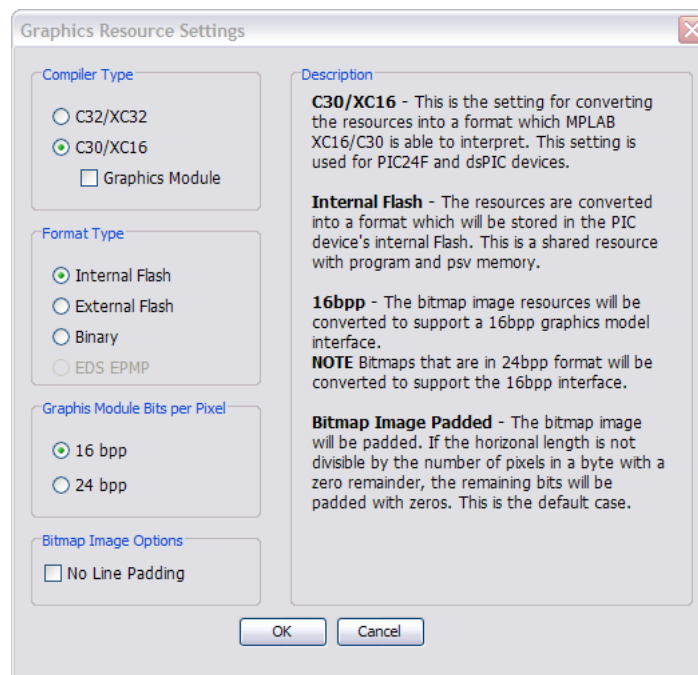 Graphics Resource Settings
Compiler Type
C32/XC32
C30/XC16
Graphics Module
Format Type
Internal Flash
External Flash
Binary
EDS EPMP
Graphis Module Bits per Pixel
16 bpp
24 bpp
Bitmap Image Options
No Line Padding
Description
C30/XC16 - This is the setting for converting
the resources into a format which MPLAB
XC16/C30 is able to interpret. This setting is
used for PIC24F and dsPIC devices.
Internal Flash - The resources are converted
into a format which will be stored in the PIC
device's internal Flash. This is a shared resource
with program and psv memory.
16bpp - The bitmap image resources will be
converted to support a 16bpp graphics model
interface.
NOTE Bitmaps that are in 24bpp format will be
converted to support the 16bpp interface.
Bitmap Image Padded - The bitmap image
will be padded. If the horizonal length is not
divisible by the number of pixels in a byte with a
zero remainder, the remaining bits will be
padded with zeros. This is the default case.
OK
Cancel